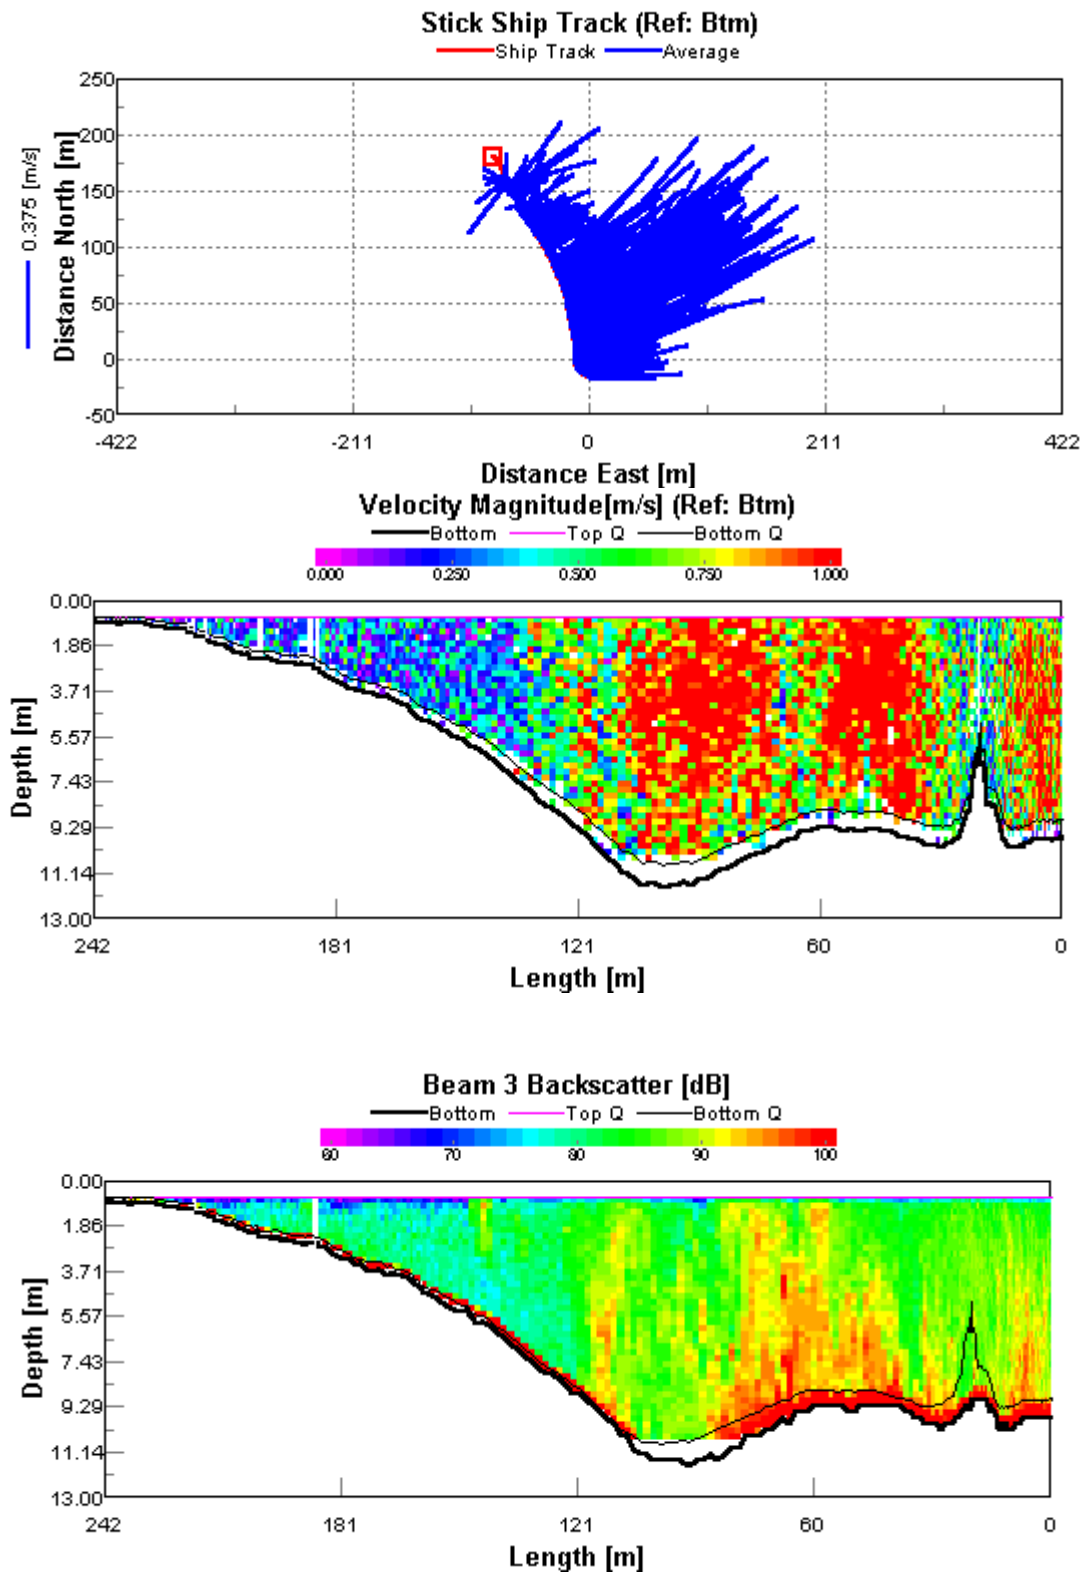 Stick Ship Track (Ref: Btm)
Ship Track Average
250
200
150
100
50
0
-50
Distance North [m]
0.375 [m/s]
-422 -211 0 211 422
Distance East [m]
Velocity Magnitude[m/s] (Ref: Btm)
Bottom Top Q Bottom Q
0.000 0.250 0.500 0.750 1.000
0.00
1.86
3.71
5.57
7.43
9.29
11.14
13.00
Depth [m]
242 181 121 60 0
Length [m]
Beam 3 Backscatter [dB]
Bottom Top Q Bottom Q
60 70 80 90 100
0.00
1.86
3.71
5.57
7.43
9.29
11.14
13.00
Depth [m]
242 181 121 60 0
Length [m]